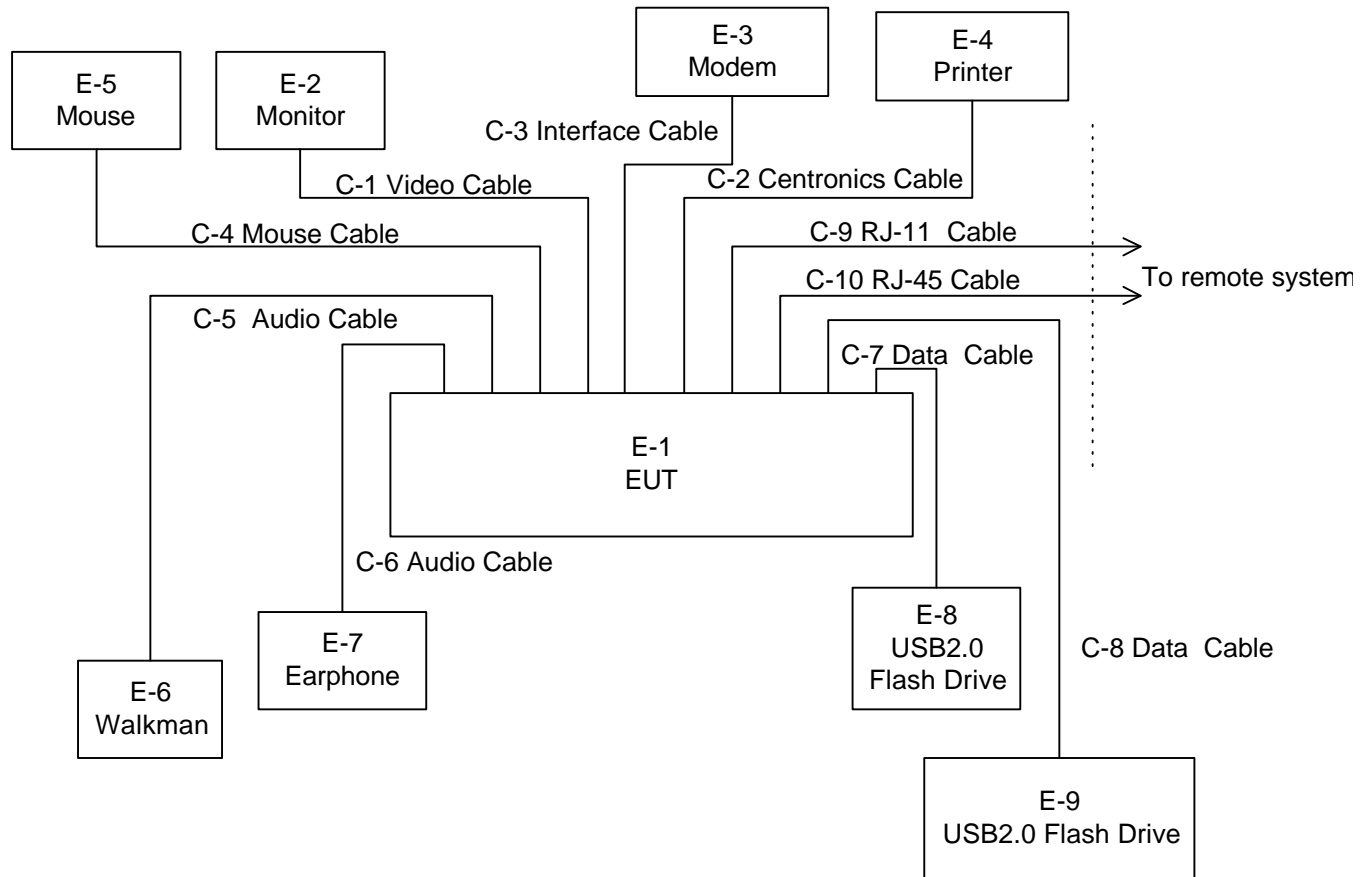 E-3
Modem
E-4
Printer
E-5
Mouse
E-2
Monitor
C-3 Interface Cable
C-1 Video Cable
C-2 Centronics Cable
C-4 Mouse Cable
C-9 RJ-11 Cable
C-10 RJ-45 Cable
To remote system
C-5 Audio Cable
C-7 Data Cable
E-1
EUT
C-6 Audio Cable
E-8
USB2.0
Flash Drive
E-7
Earphone
C-8 Data Cable
E-6
Walkman
E-9
USB2.0 Flash Drive